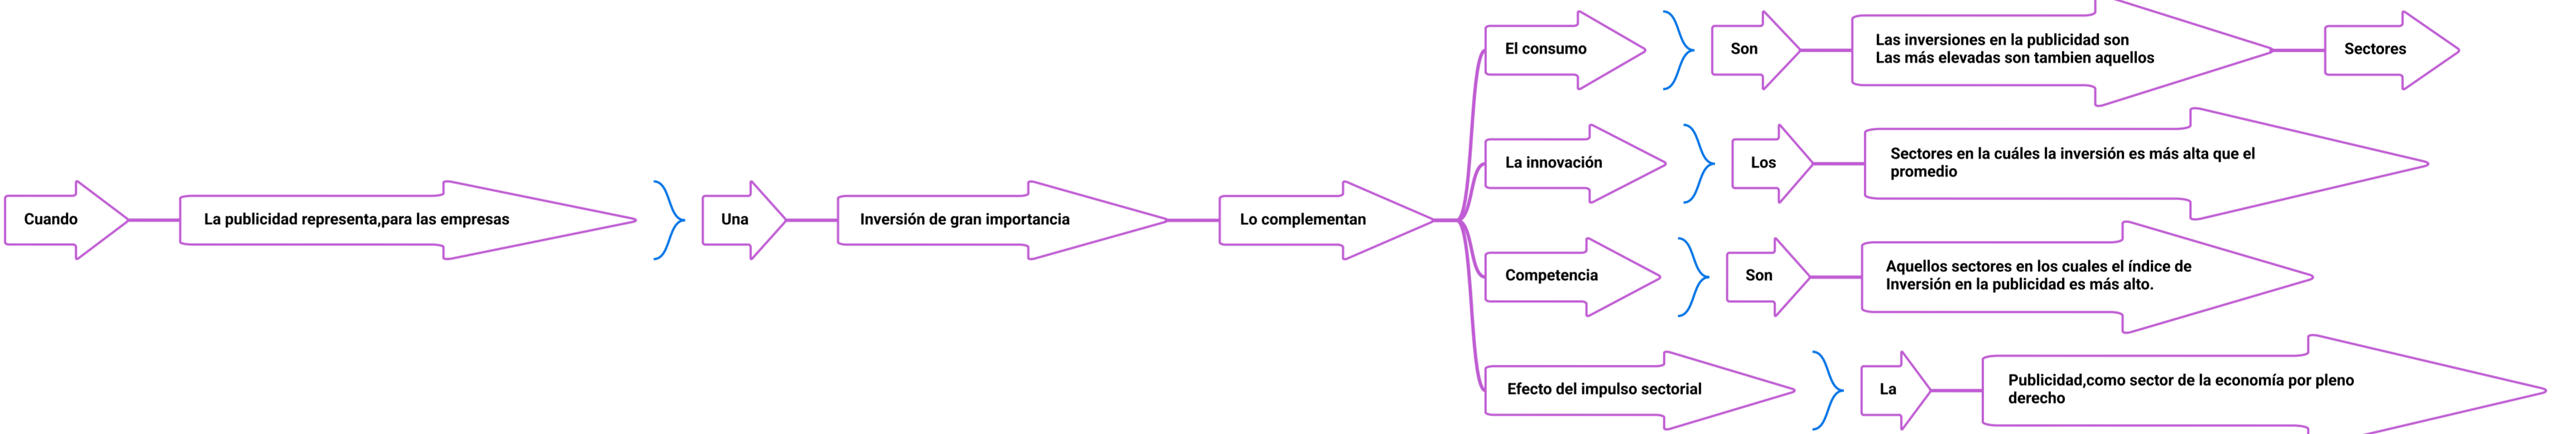 Cuando
La publicidad representa,para las empresas
Una
Inversión de gran importancia
Lo complementan
El consumo
Son
Las inversiones en la publicidad son
Las más elevadas son tambien aquellos
Sectores
La innovación
Los
Sectores en la cuáles la inversión es más alta que el
promedio
Competencia
Son
Aquellos sectores en los cuales el índice de
Inversión en la publicidad es más alto.
Efecto del impulso sectorial
La
Publicidad,como sector de la economía por pleno
derecho